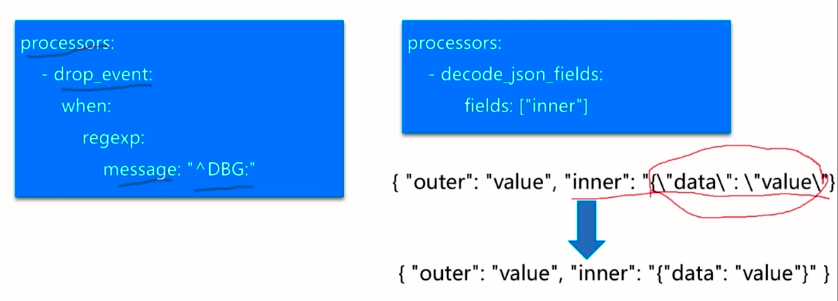 processors:
- drop_event:
when:
regexp:
message: "^DBG:"
processors:
- decode_json_fields:
fields: ["inner"]
{ "outer": "value", "inner": "{\"data\": \"value\"}
{ "outer": "value", "inner": "{"data": "value"}" }